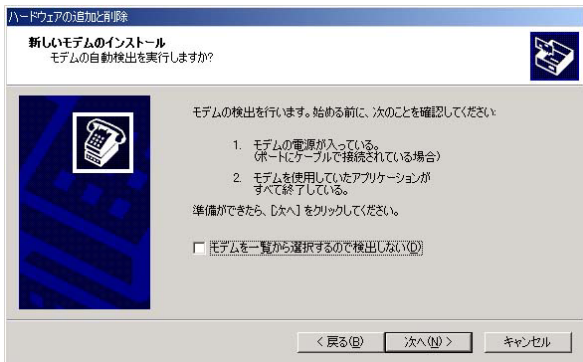 ハードウェアの追加と削除
新しいモデムのインストール
モデムの自動検出を実行しますか?
モデムの検出を行います。始める前に、次のことを確認してください:
1. モデムの電源が入っている。
(ポートにケーブルで接続されている場合)
2. モデムを使用していたアプリケーションが
すべて終了している。
準備ができたら、[次へ] をクリックしてください。
モデムを一覧から選択するので検出しない(D)
< 戻る(B) 次へ(N) > キャンセル